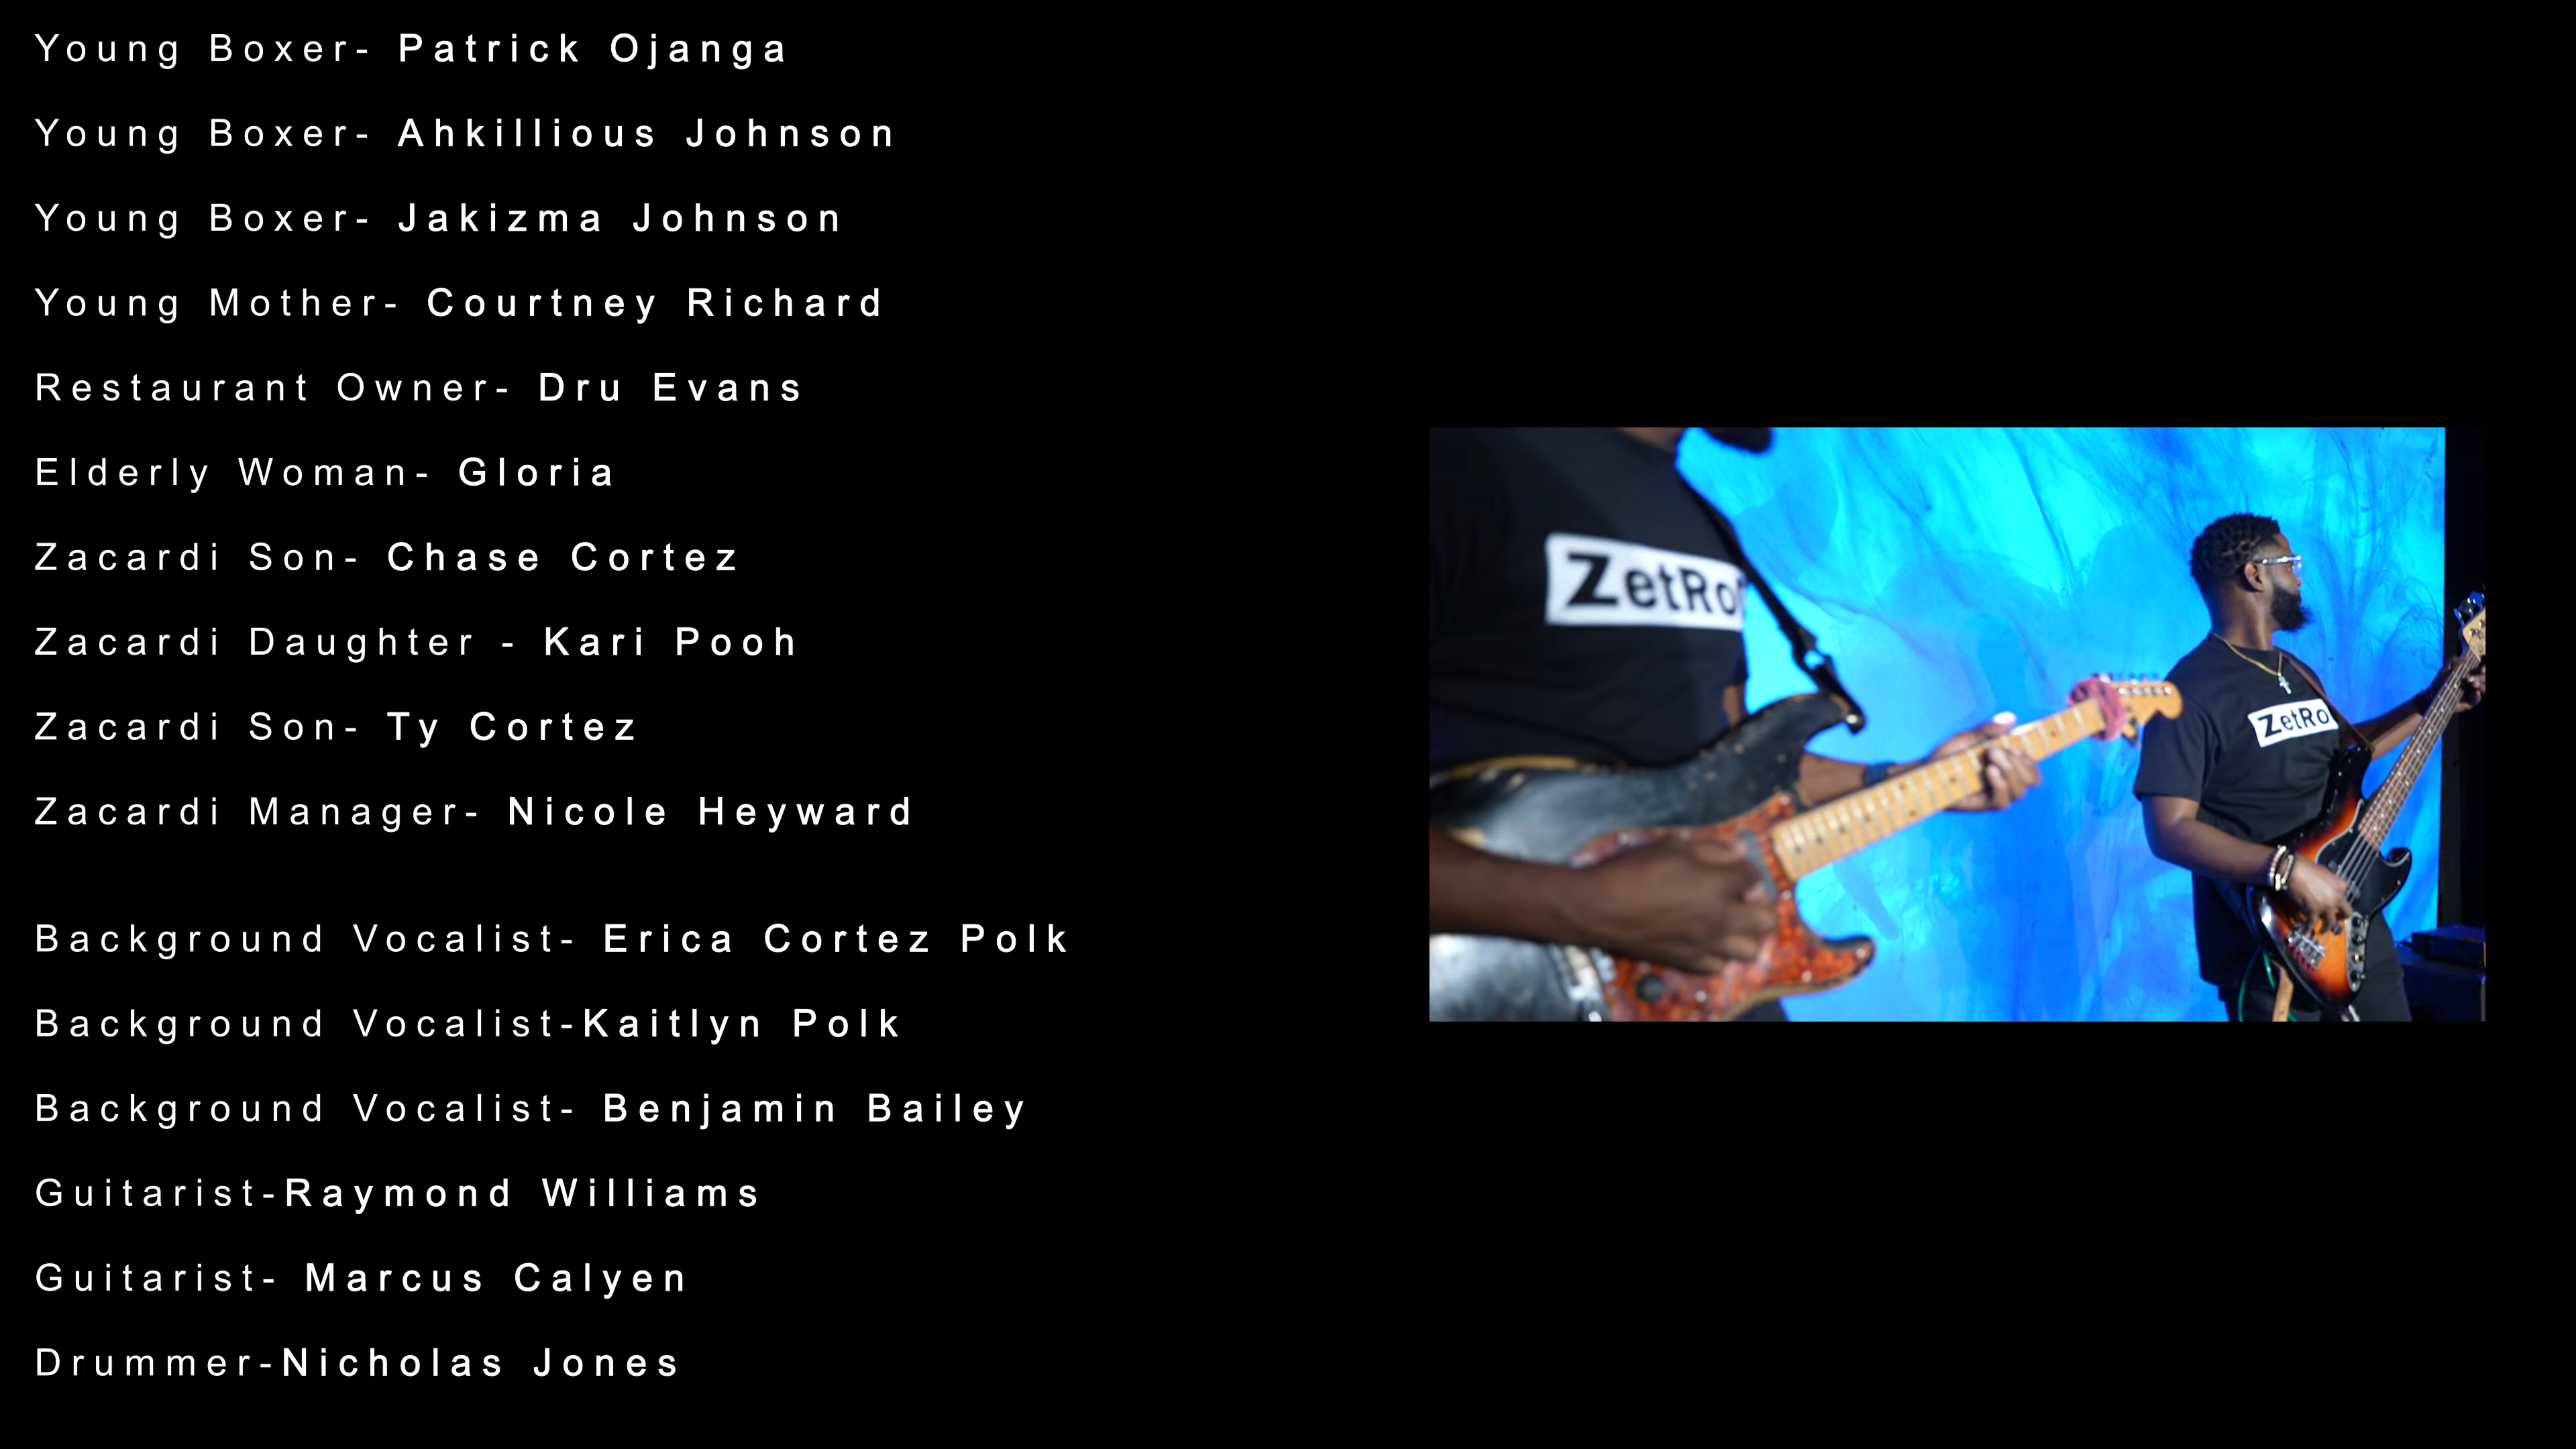 Young Boxer- Patrick Ojanga
Young Boxer- Ahkillious Johnson
Young Boxer- Jakizma Johnson
Young Mother- Courtney Richard
Restaurant Owner- Dru Evans
Elderly Woman- Gloria
Zacardi Son- Chase Cortez
Zacardi Daughter - Kari Pooh
Zacardi Son- Ty Cortez
Zacardi Manager- Nicole Heyward
Background Vocalist- Erica Cortez Polk
Background Vocalist-Kaitlyn Polk
Background Vocalist- Benjamin Bailey
Guitarist-Raymond Williams
Guitarist- Marcus Calyen
Drummer-Nicholas Jones
ZetRo
ZetRo